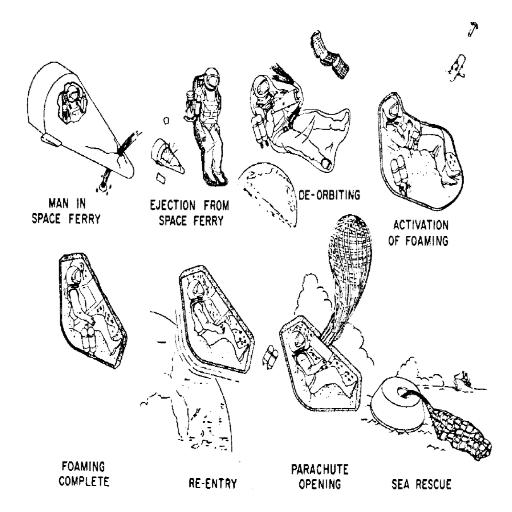 MAN IN
SPACE FERRY
EJECTION FROM
SPACE FERRY
DE-ORBITING
ACTIVATION
OF FOAMING
FOAMING
COMPLETE
RE-ENTRY
PARACHUTE
OPENING
SEA RESCUE